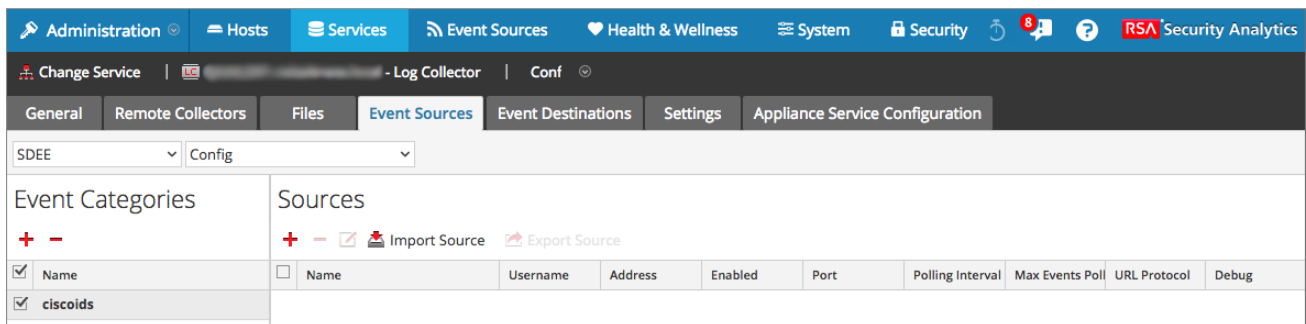 Administration Hosts Services Event Sources Health & Wellness System Security 8 ? RSA Security Analytics
Change Service | LC - Log Collector | Conf
General Remote Collectors Files Event Sources Event Destinations Settings Appliance Service Configuration
SDEE Config
Event Categories Sources
Import Source Export Source
Name Name Username Address Enabled Port Polling Interval Max Events Poll URL Protocol Debug
ciscoids